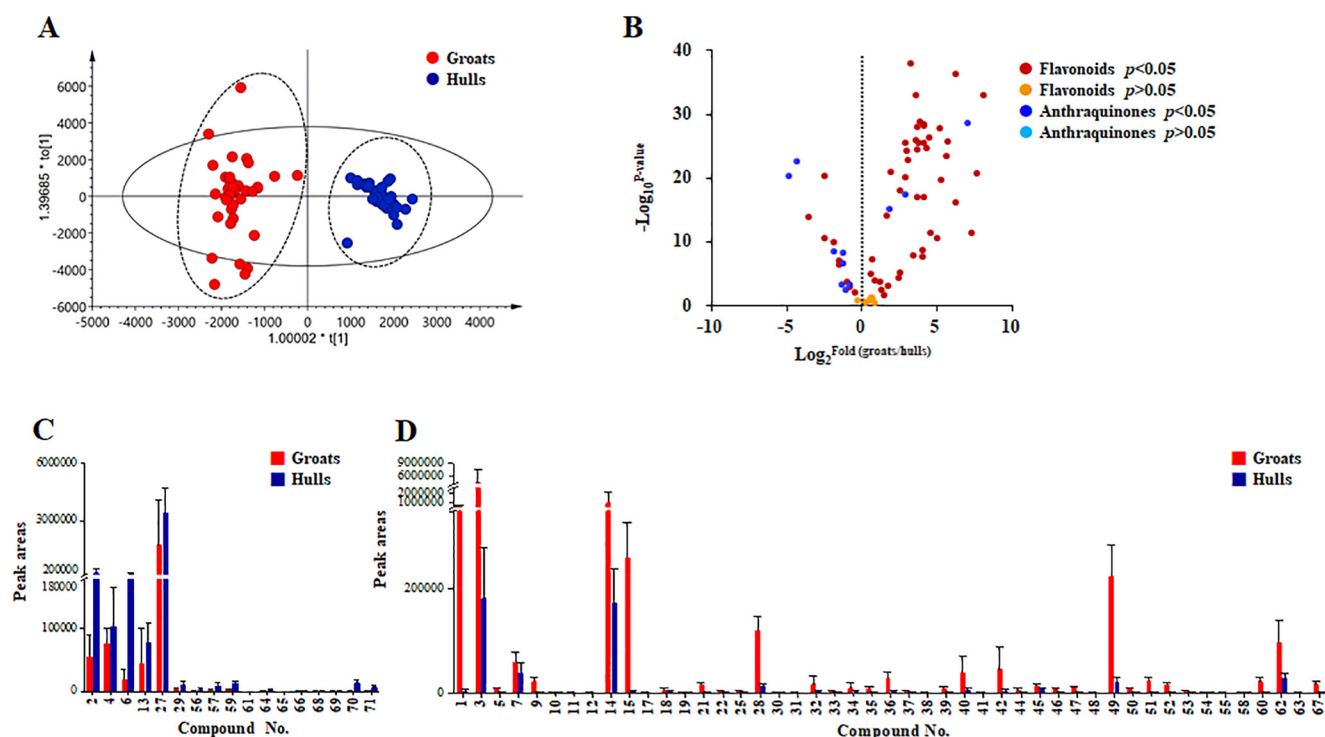 A
Groats
Hulls
6000
4000
2000
0
-2000
-4000
-6000
1.39685 * to[1]
-5000 -4000 -3000 -2000 -1000 0 1000 2000 3000 4000
1.00002 * t[1]
B
40
30
20
10
0
-Log10 P-value
-10 -5 0 5 10
Log2 Fold (groats/hulls)
Flavonoids p<0.05
Flavonoids p>0.05
Anthraquinones p<0.05
Anthraquinones p>0.05
C
Groats
Hulls
6000000
3000000
200000
18000
100000
0
Peak areas
2 4 6 13 27 29 56 57 59 61 64 65 66 68 69 70 71
Compound No.
D
Groats
Hulls
9000000
6000000
3000000
2000000
1000000
200000
0
Peak areas
1 3 5 7 9 10 11 12 14 15 16 18 19 21 22 25 28 30 32 33 34 35 36 37 38 39 40 41 42 44 45 46 47 48 49 50 51 52 53 54 55 58 60 62 63 67
Compound No.